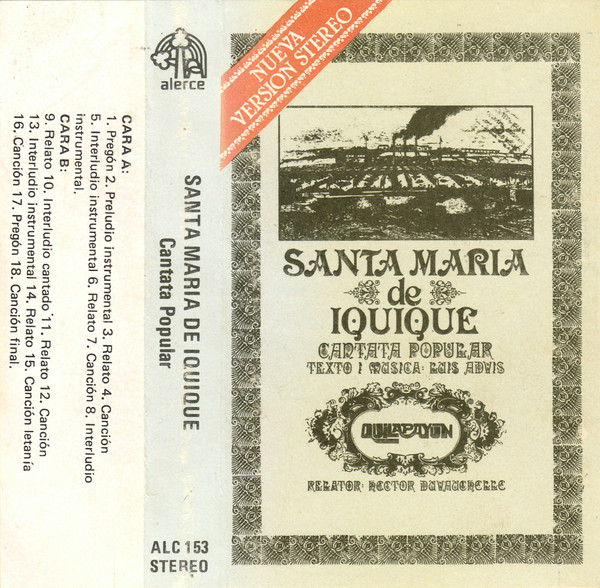 CARA A:
1. Pregón 2. Preludio instrumental 3. Relato 4. Canción
5. Interludio instrumental 6. Relato 7. Canción 8. Interludio
instrumental.
CARA B:
9. Relato 10. Interludio cantado 11. Relato 12. Canción
13. Interludio instrumental 14. Relato 15. Canción letanía
16. Canción 17. Pregón 18. Canción final.
alerce
SANTA MARIA DE IQUIQUE
Cantata Popular
ALC 153
STEREO
NUEVA
VERSION STEREO
SANTA MARIA
de
IQUIQUE
CANTATA POPULAR
TEXTO I MUSICA: LUIS ADVIS
QUILAPAYUN
RELATOR: HECTOR DUVAUCHELLE